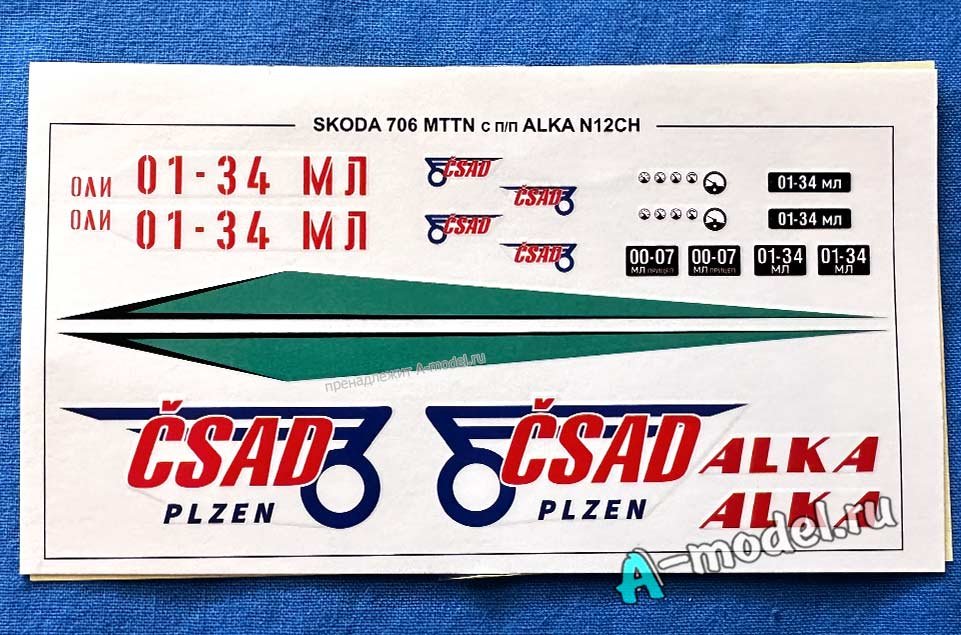 SKODA 706 MTTN с п/п ALKA N12CH
ОЛИ 01-34 МЛ
ОЛИ 01-34 МЛ
ČSAD
ČSAD
ČSAD
ČSAD
01-34 МЛ
01-34 МЛ
00-07 МЛ ПРИЦЕП
00-07 МЛ ПРИЦЕП
01-34 МЛ
01-34 МЛ
пренадлежит A-model.ru
ČSAD
PLZEN
ČSAD
PLZEN
ALKA
ALKA
A-model.ru